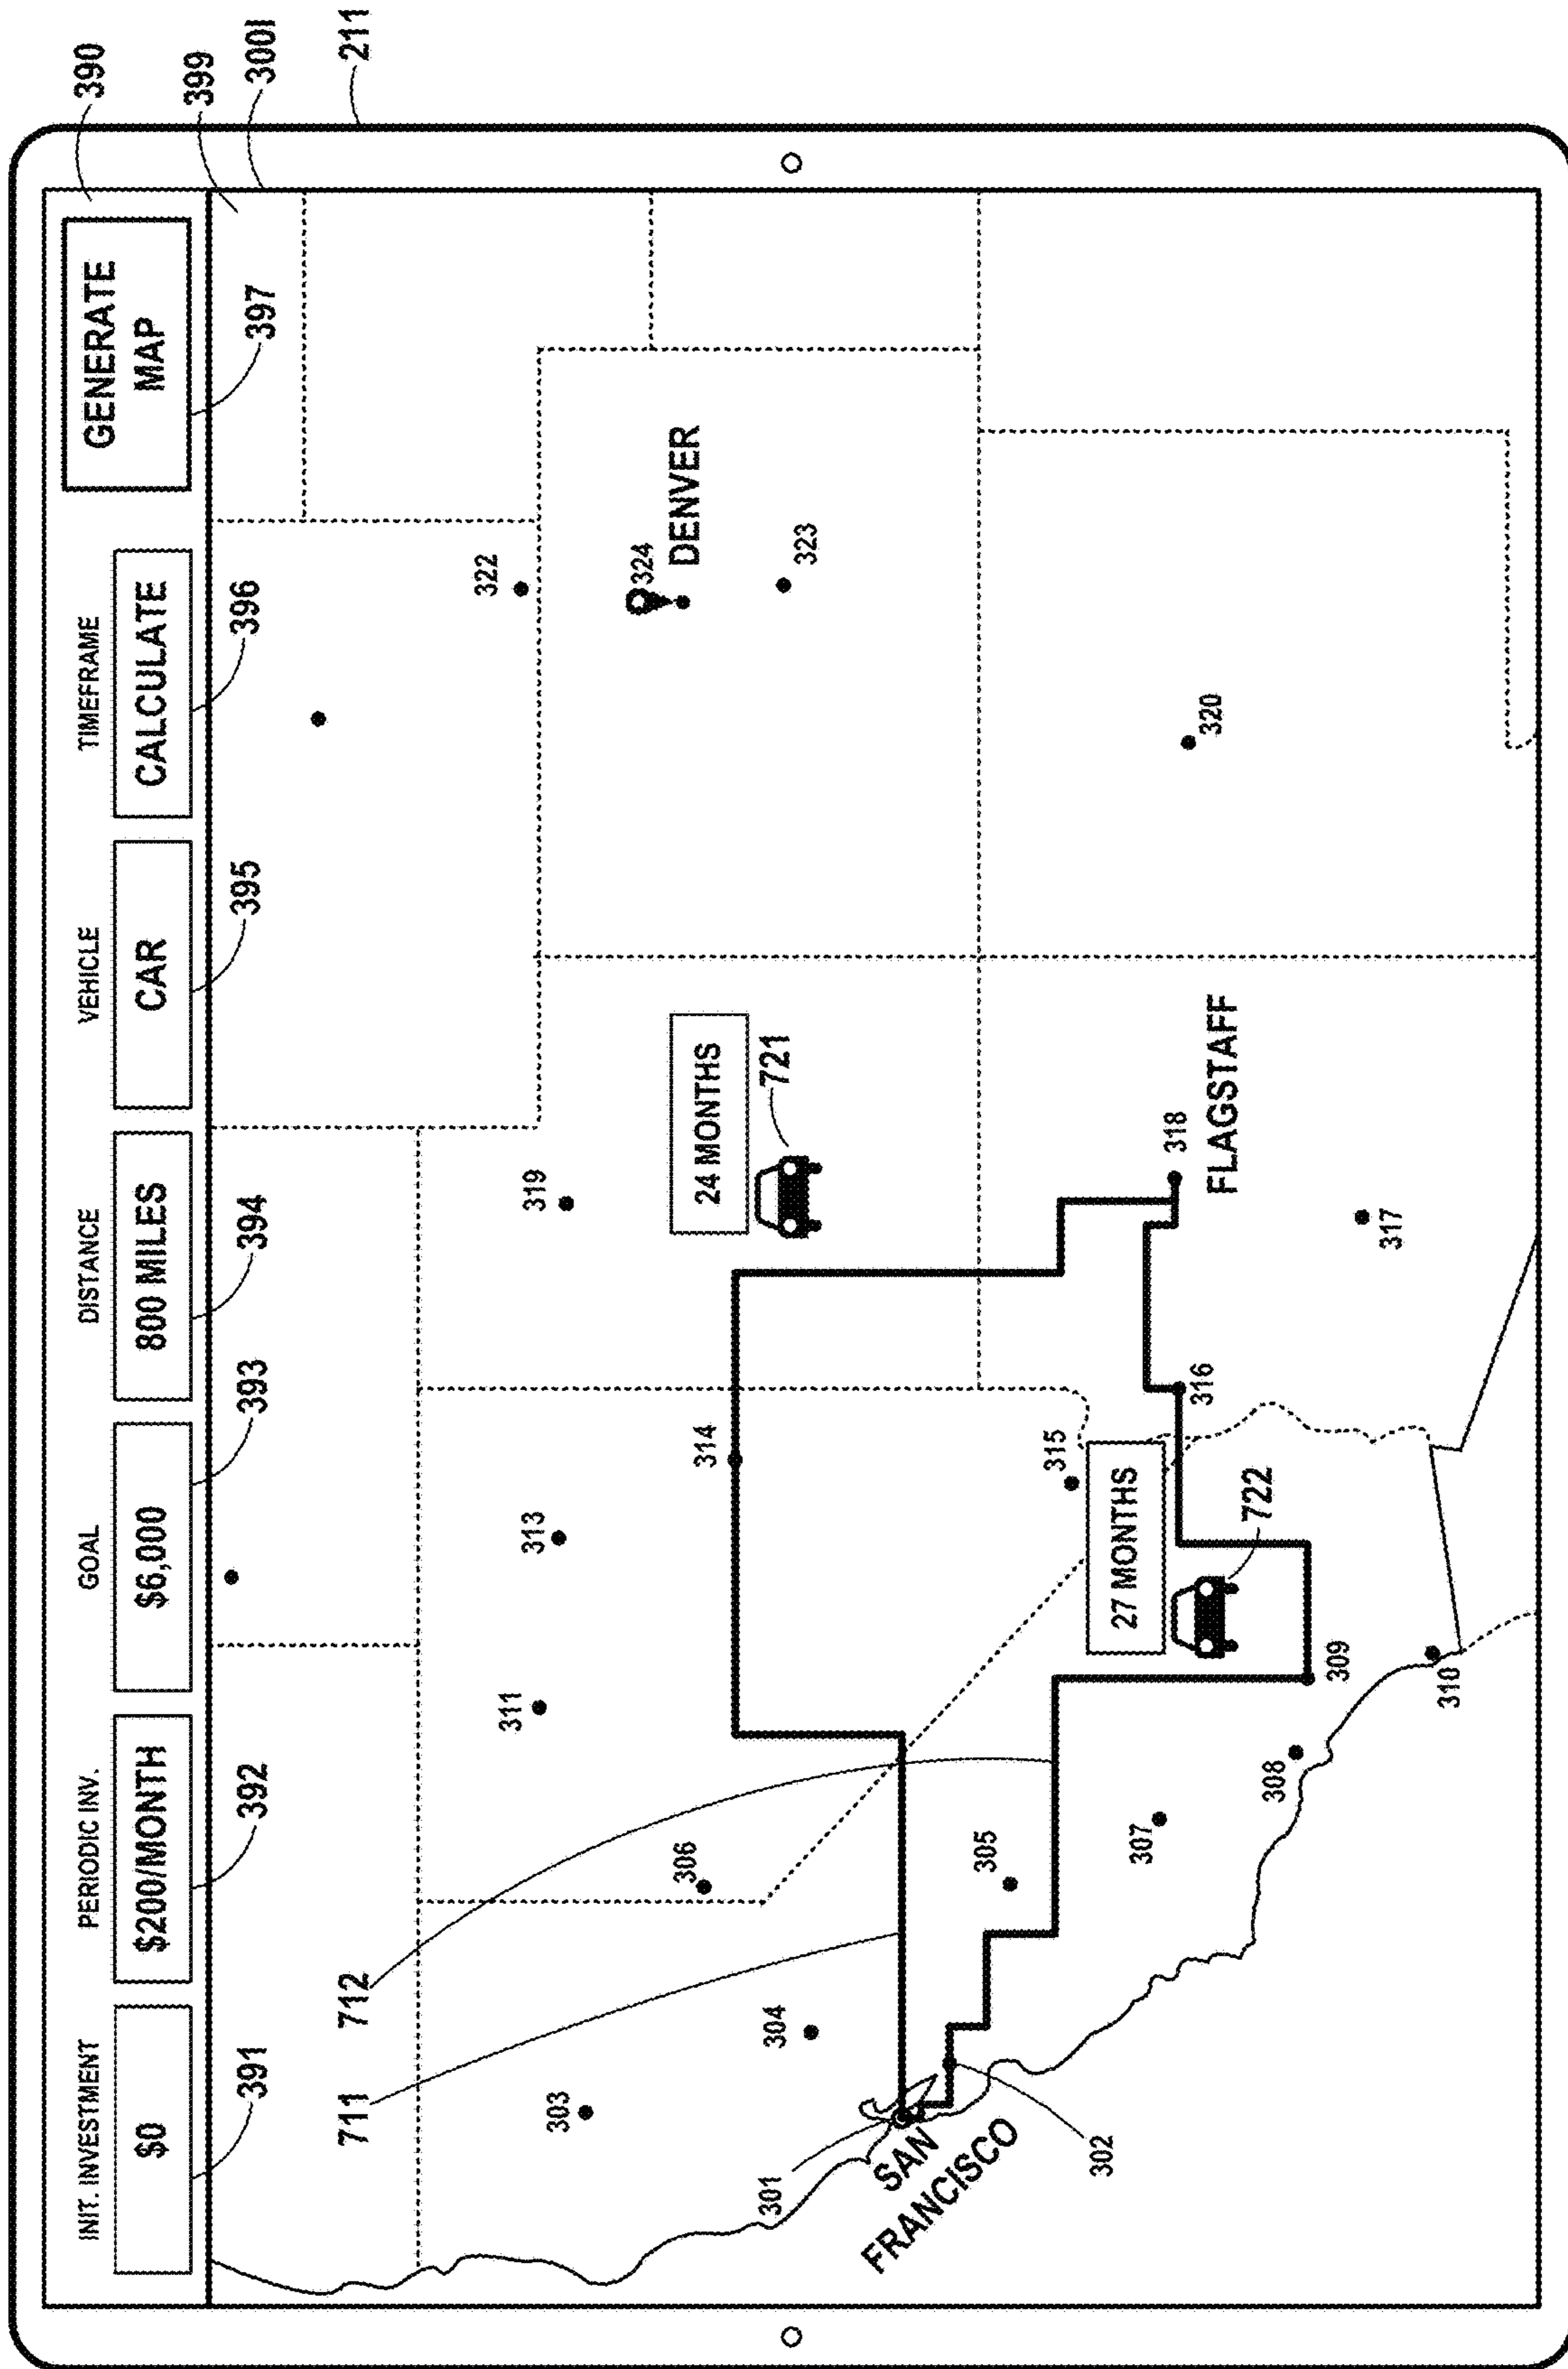 390
399
300I
211
INIT. INVESTMENT
$0
391
PERIODIC INV.
$200/MONTH
392
GOAL
$6,000
393
DISTANCE
800 MILES
394
VEHICLE
CAR
395
TIMEFRAME
CALCULATE
396
GENERATE
MAP
397
712
711
303
304
306
311
313
314
319
24 MONTHS
721
322
324
DENVER
323
301
SAN
FRANCISCO
302
305
307
308
309
310
315
27 MONTHS
722
316
318
FLAGSTAFF
317
320